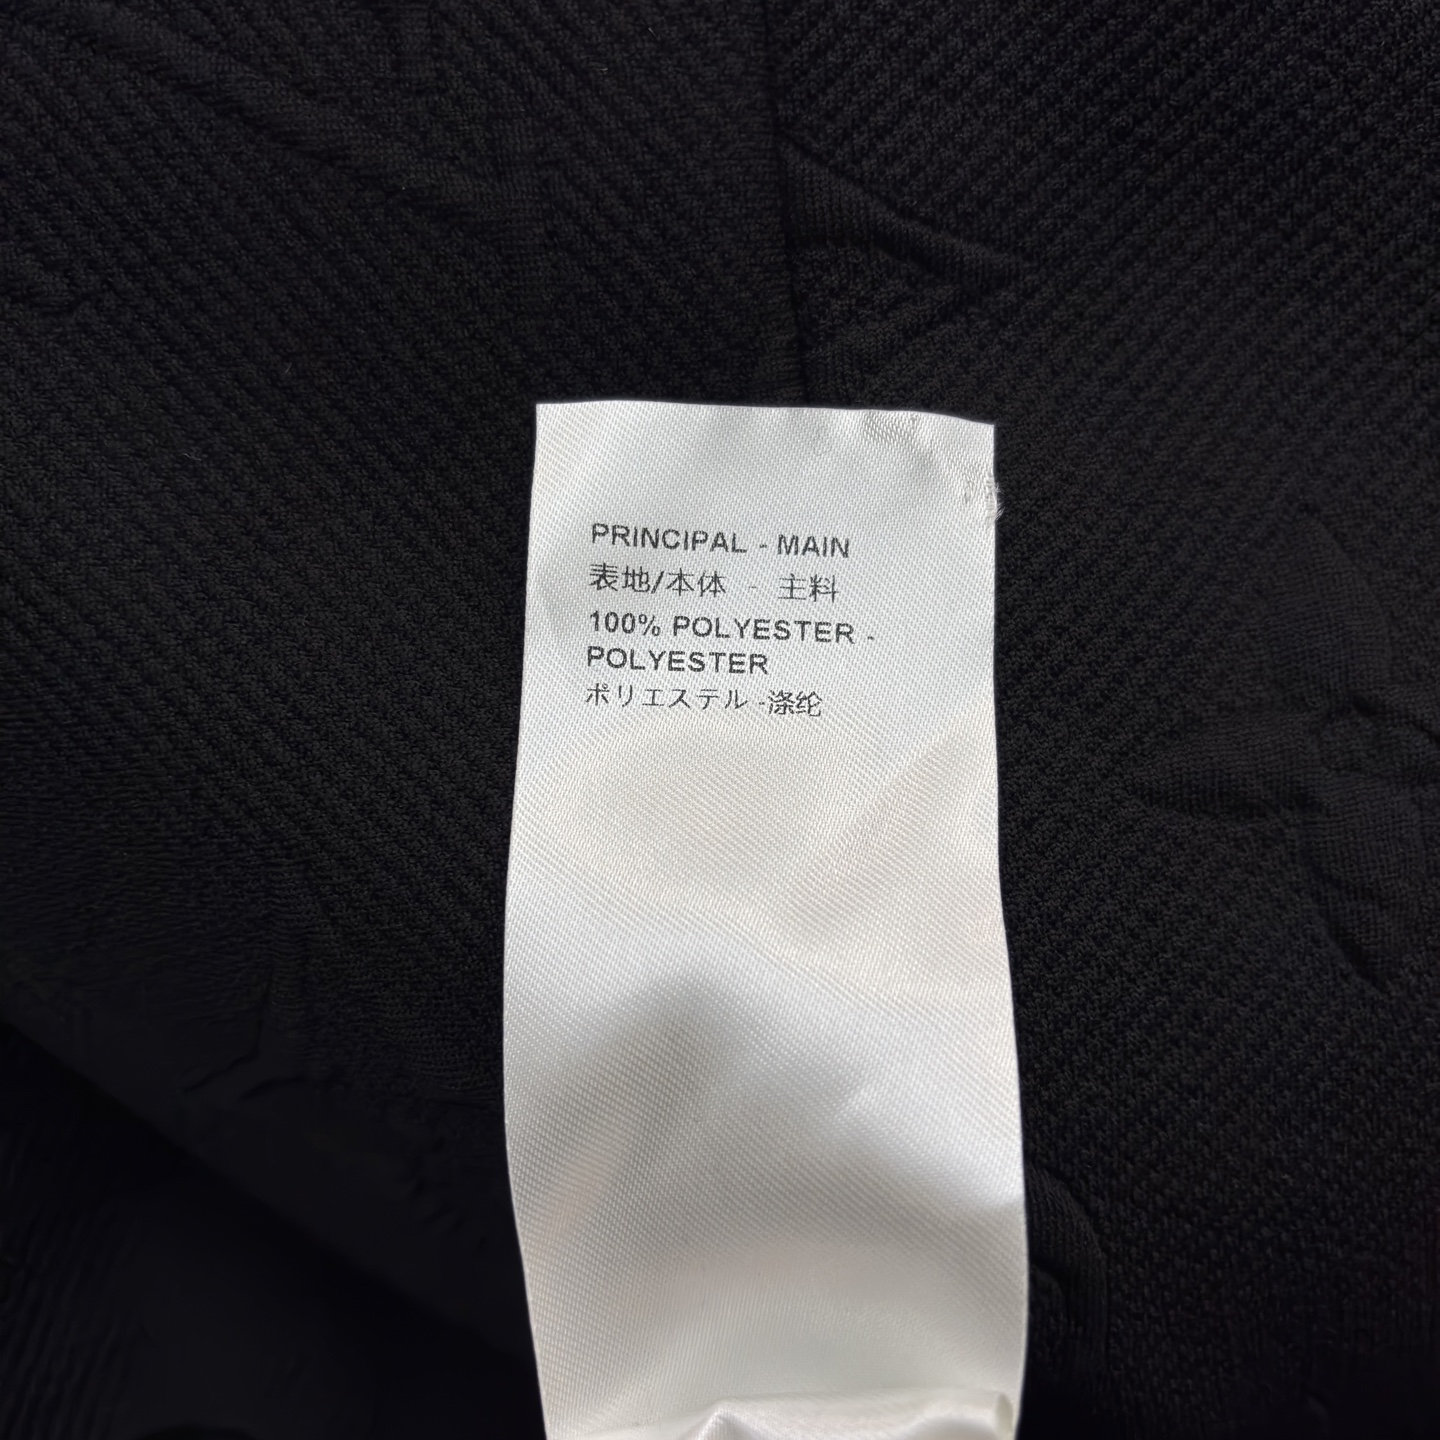 PRINCIPAL - MAIN
表地/本体 - 主料
100% POLYESTER -
POLYESTER
ポリエステル -涤纶